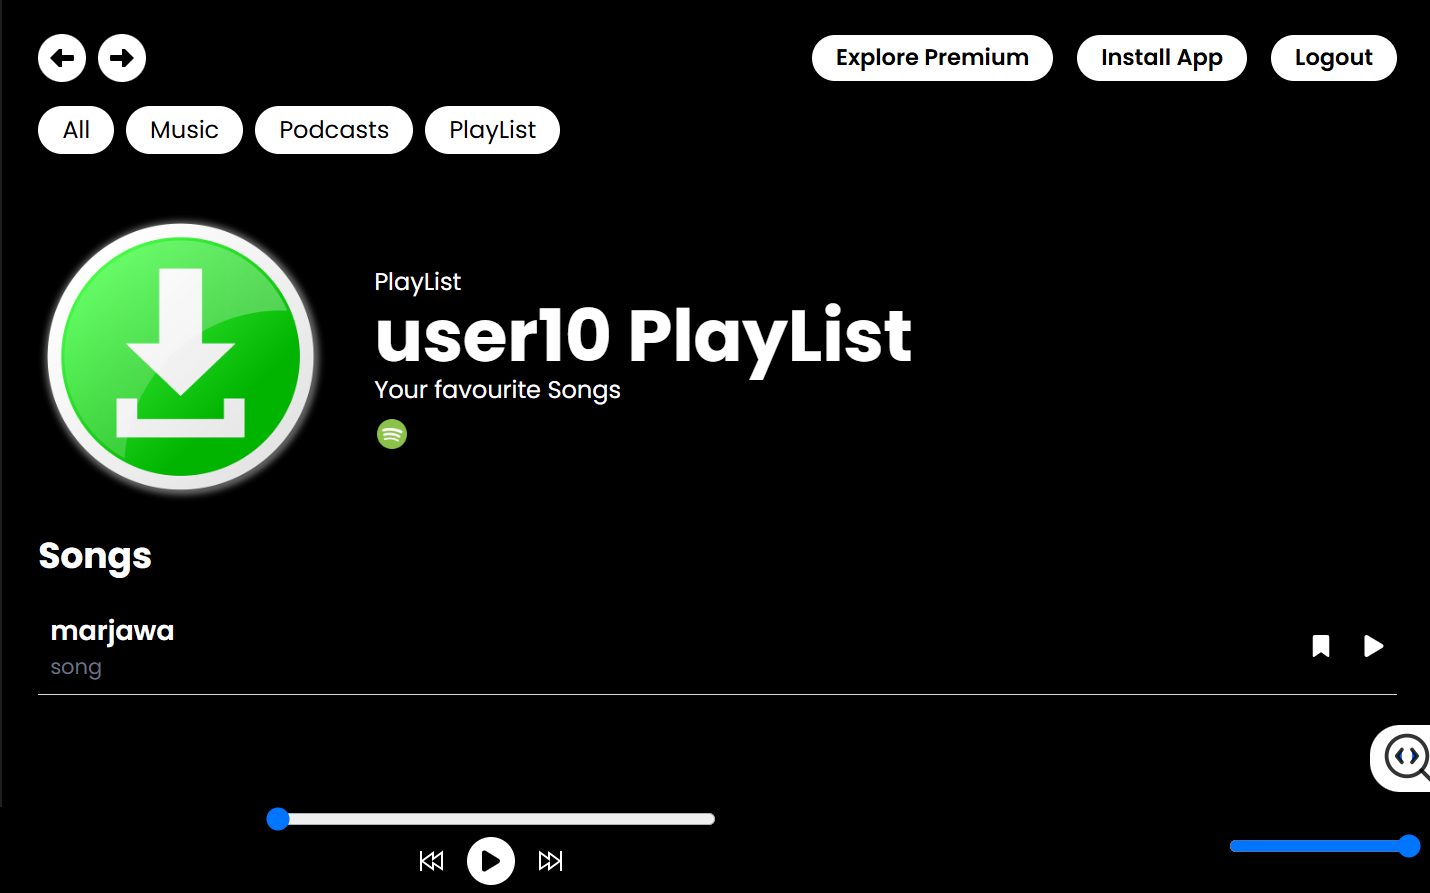 Explore Premium
Install App
Logout
All
Music
Podcasts
PlayList
PlayList
user10 PlayList
Your favourite Songs
Songs
marjawa
song